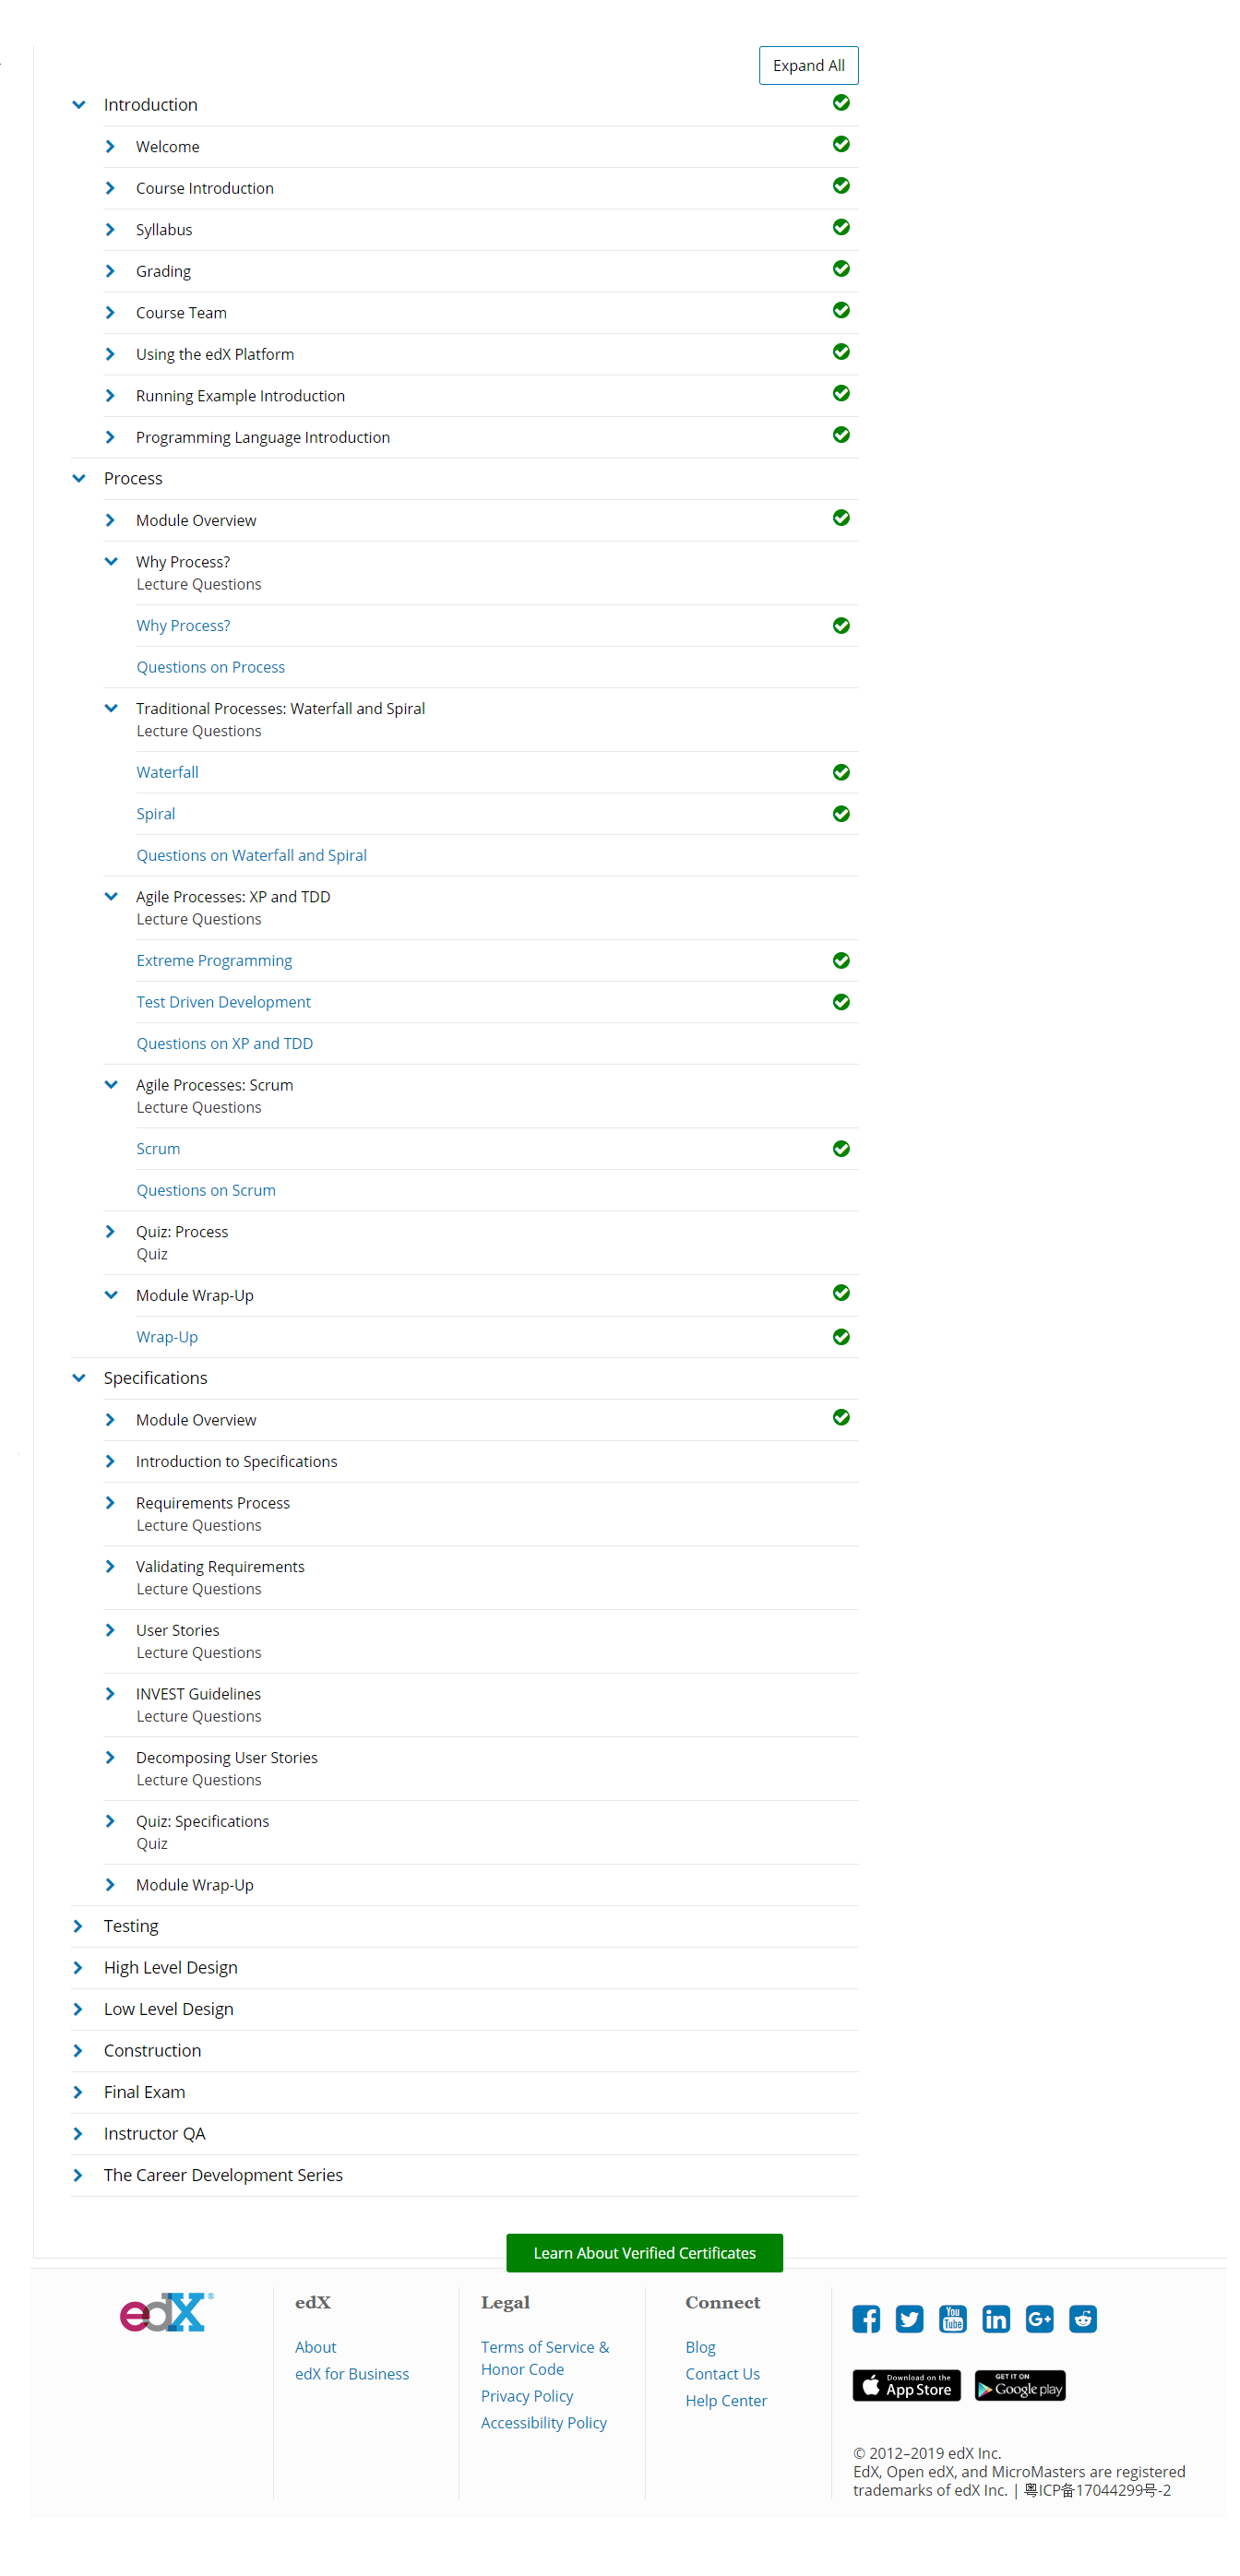 Expand All
Introduction
Welcome
Course Introduction
Syllabus
Grading
Course Team
Using the edX Platform
Running Example Introduction
Programming Language Introduction
Process
Module Overview
Why Process?
Lecture Questions
Why Process?
Questions on Process
Traditional Processes: Waterfall and Spiral
Lecture Questions
Waterfall
Spiral
Questions on Waterfall and Spiral
Agile Processes: XP and TDD
Lecture Questions
Extreme Programming
Test Driven Development
Questions on XP and TDD
Agile Processes: Scrum
Lecture Questions
Scrum
Questions on Scrum
Quiz: Process
Quiz
Module Wrap-Up
Wrap-Up
Specifications
Module Overview
Introduction to Specifications
Requirements Process
Lecture Questions
Validating Requirements
Lecture Questions
User Stories
Lecture Questions
INVEST Guidelines
Lecture Questions
Decomposing User Stories
Lecture Questions
Quiz: Specifications
Quiz
Module Wrap-Up
Testing
High Level Design
Low Level Design
Construction
Final Exam
Instructor QA
The Career Development Series
Learn About Verified Certificates
edX®
edX
About
edX for Business
Legal
Terms of Service &
Honor Code
Privacy Policy
Accessibility Policy
Connect
Blog
Contact Us
Help Center
You
Tube
in
G+
Download on the
App Store
GET IT ON
Google play
© 2012–2019 edX Inc.
EdX, Open edX, and MicroMasters are registered
trademarks of edX Inc. | 粤ICP备17044299号-2